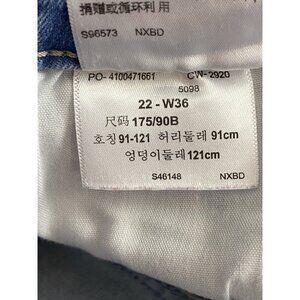 捐赠或循环利用
S96573 NXBD
PO-4100471661 CW-2920
5098
22 - W36
尺码 175/90B
호칭 91-121 허리둘레 91cm
엉덩이둘레 121cm
S46148 NXBD